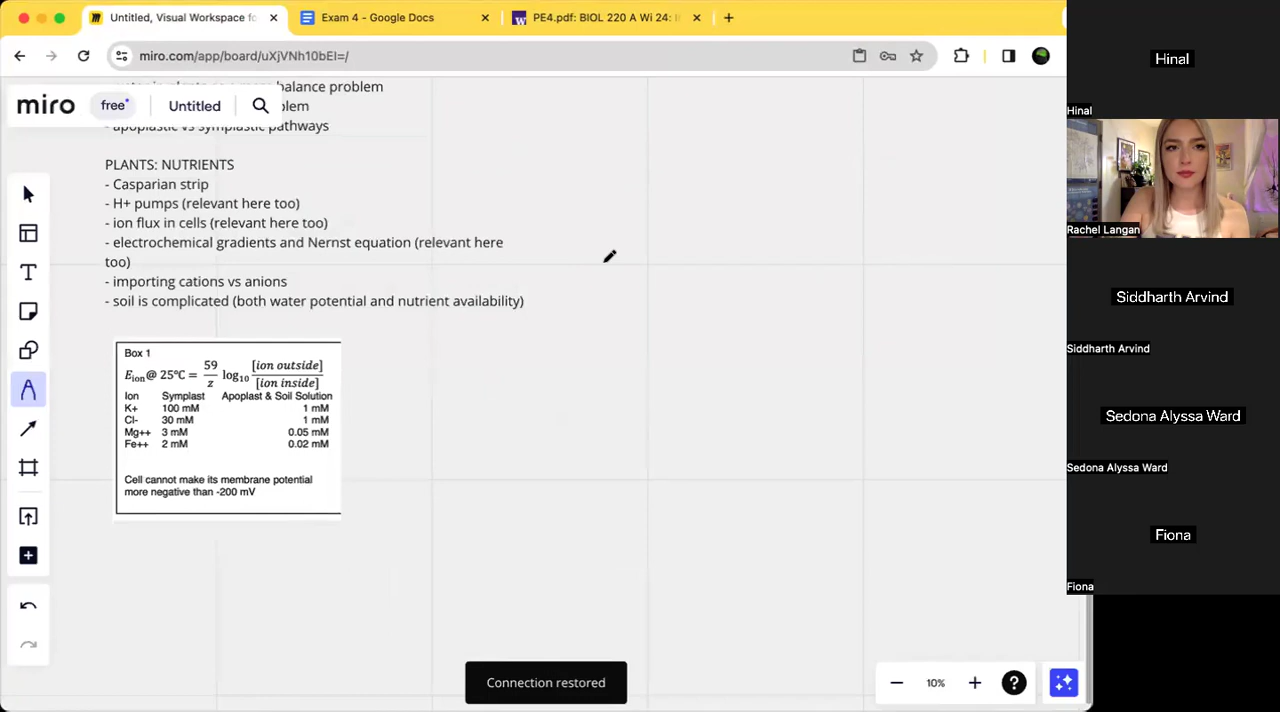 Untitled, Visual Workspace fo
Exam 4 - Google Docs
PE4.pdf: BIOL 220 A Wi 24: I
miro.com/app/board/uXjVNh10bEI=/
miro
free
Untitled
balance problem
blem
- apoplastic vs symplastic pathways
PLANTS: NUTRIENTS
- Casparian strip
- H+ pumps (relevant here too)
- ion flux in cells (relevant here too)
- electrochemical gradients and Nernst equation (relevant here
too)
- importing cations vs anions
- soil is complicated (both water potential and nutrient availability)
Box 1
E_ion@ 25°C = 59/z log10 [ion outside]/[ion inside]
Ion Symplast Apoplast & Soil Solution
K+ 100 mM 1 mM
Cl- 30 mM 1 mM
Mg++ 3 mM 0.05 mM
Fe++ 2 mM 0.02 mM
Cell cannot make its membrane potential
more negative than -200 mV
Connection restored
10%
Hinal
Hinal
Rachel Langan
Siddharth Arvind
Siddharth Arvind
Sedona Alyssa Ward
Sedona Alyssa Ward
Fiona
Fiona